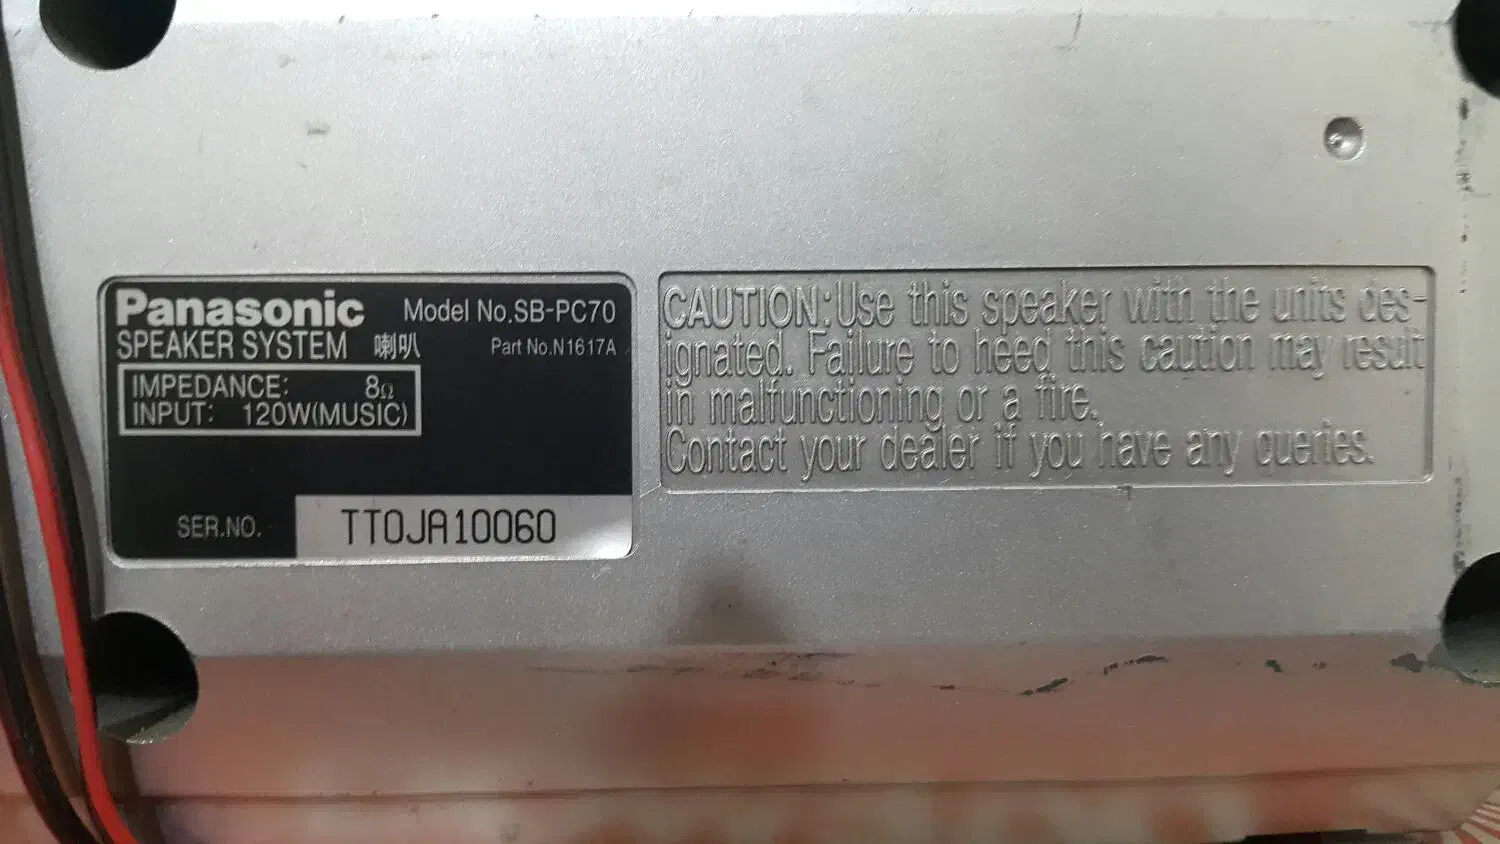 Panasonic Model No.SB-PC70
SPEAKER SYSTEM 喇叭 Part No.N1617A
IMPEDANCE: 8Ω
INPUT: 120W(MUSIC)
SER.NO. TT0JA10060
CAUTION:Use this speaker with the units des-
ignated. Failure to heed this caution may result
in malfunctioning or a fire.
Contact your dealer if you have any queries.